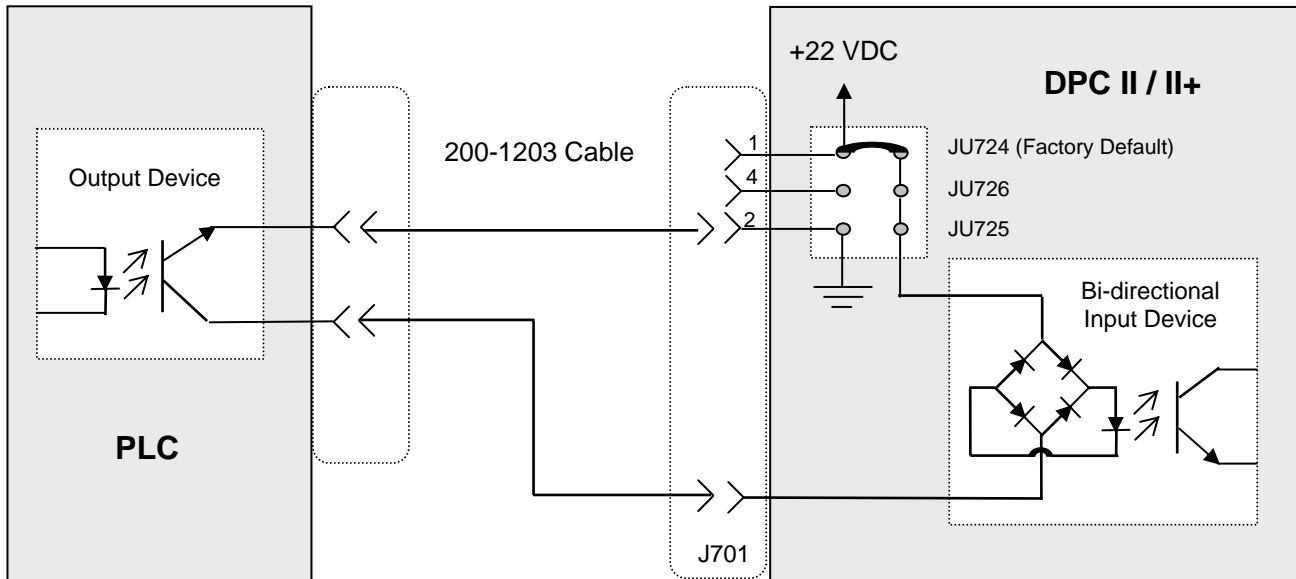 +22 VDC
DPC II / II+
200-1203 Cable
1
JU724 (Factory Default)
Output Device
4
JU726
2
JU725
Bi-directional
Input Device
PLC
J701